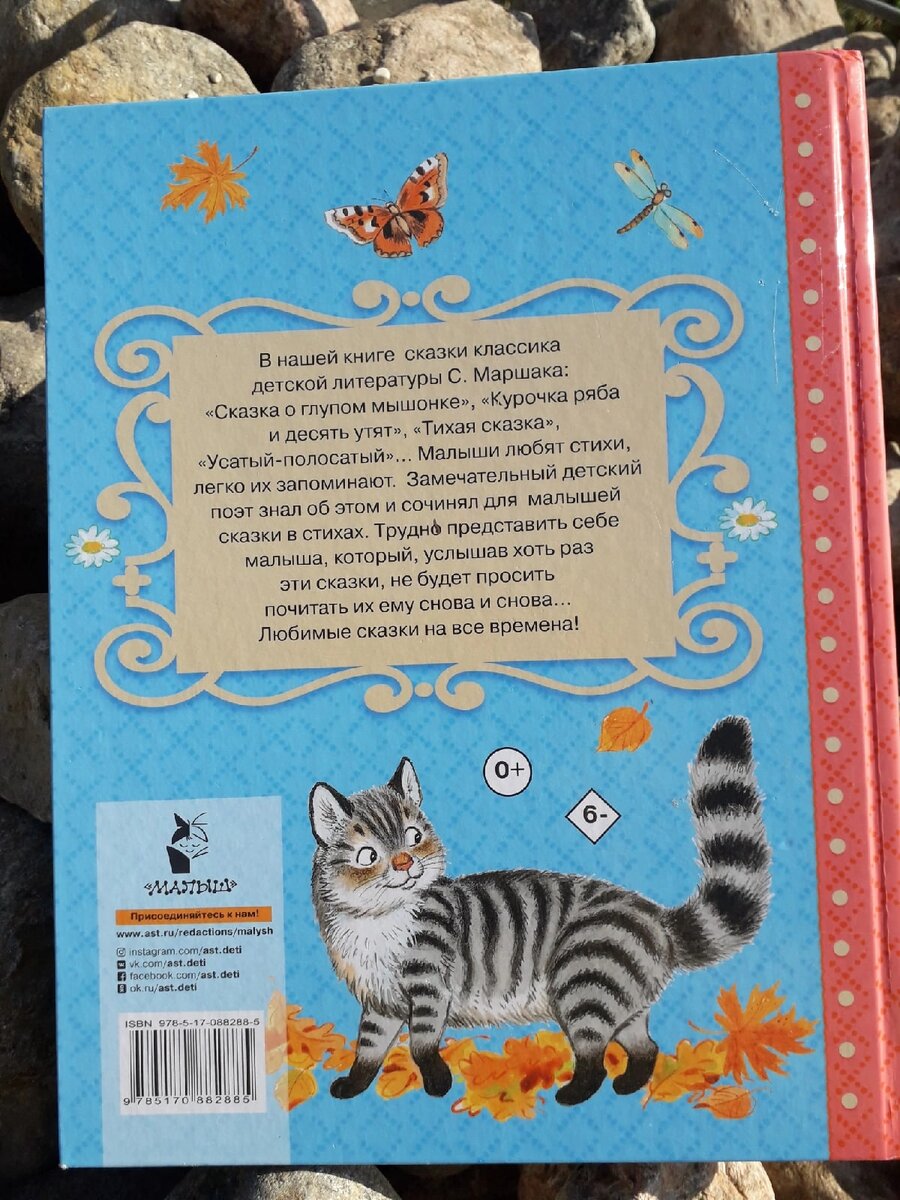 В нашей книге сказки классика
детской литературы С. Маршака:
«Сказка о глупом мышонке», «Курочка ряба
и десять утят», «Тихая сказка»,
«Усатый-полосатый»... Малыши любят стихи,
легко их запоминают. Замечательный детский
поэт знал об этом и сочинял для малышей
сказки в стихах. Трудно представить себе
малыша, который, услышав хоть раз
эти сказки, не будет просить
почитать их ему снова и снова...
Любимые сказки на все времена!
0+
6-
«МАЛЫШ»
Присоединяйтесь к нам!
www.ast.ru/redactions/malysh
instagram.com/ast.deti
vk.com/ast.deti
facebook.com/ast.deti
ok.ru/ast.deti
ISBN 978-5-17-088288-5
9 785170 882885